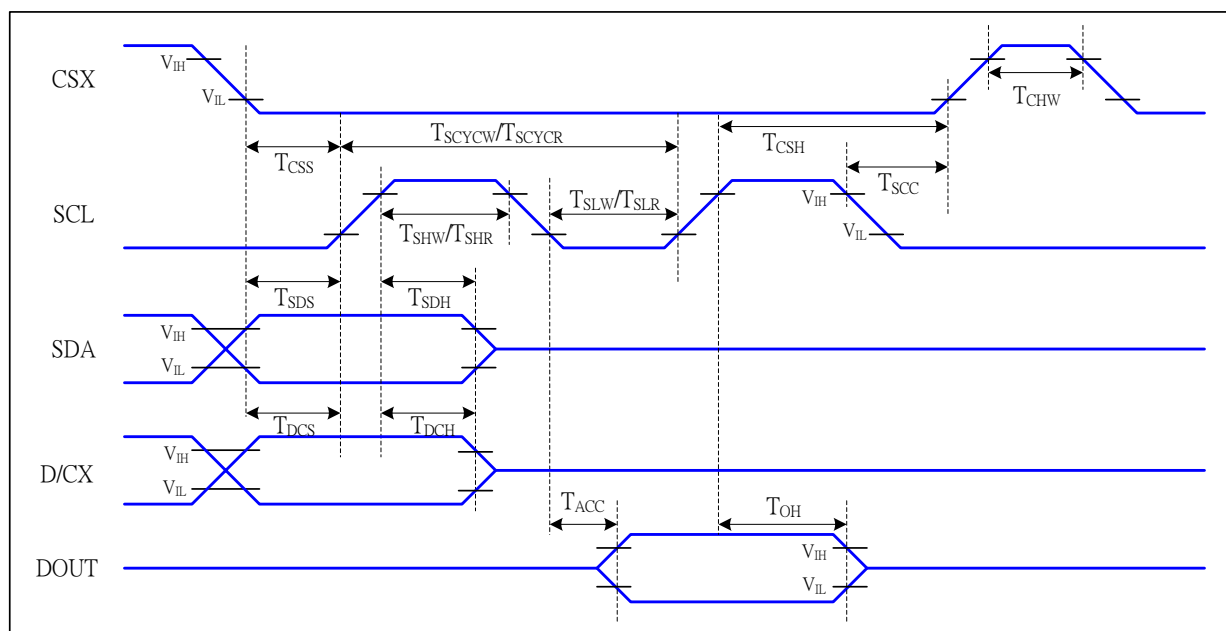 CSX
VIH
VIL
TCHW
TSCYCW/TSCYCR
TCSS
TCSH
TSCC
SCL
TSHW/TSHR
TSLW/TSLR
VIH
VIL
TSDS
TSDH
SDA
VIH
VIL
TDCS
TDCH
D/CX
VIH
VIL
TACC
TOH
DOUT
VIH
VIL